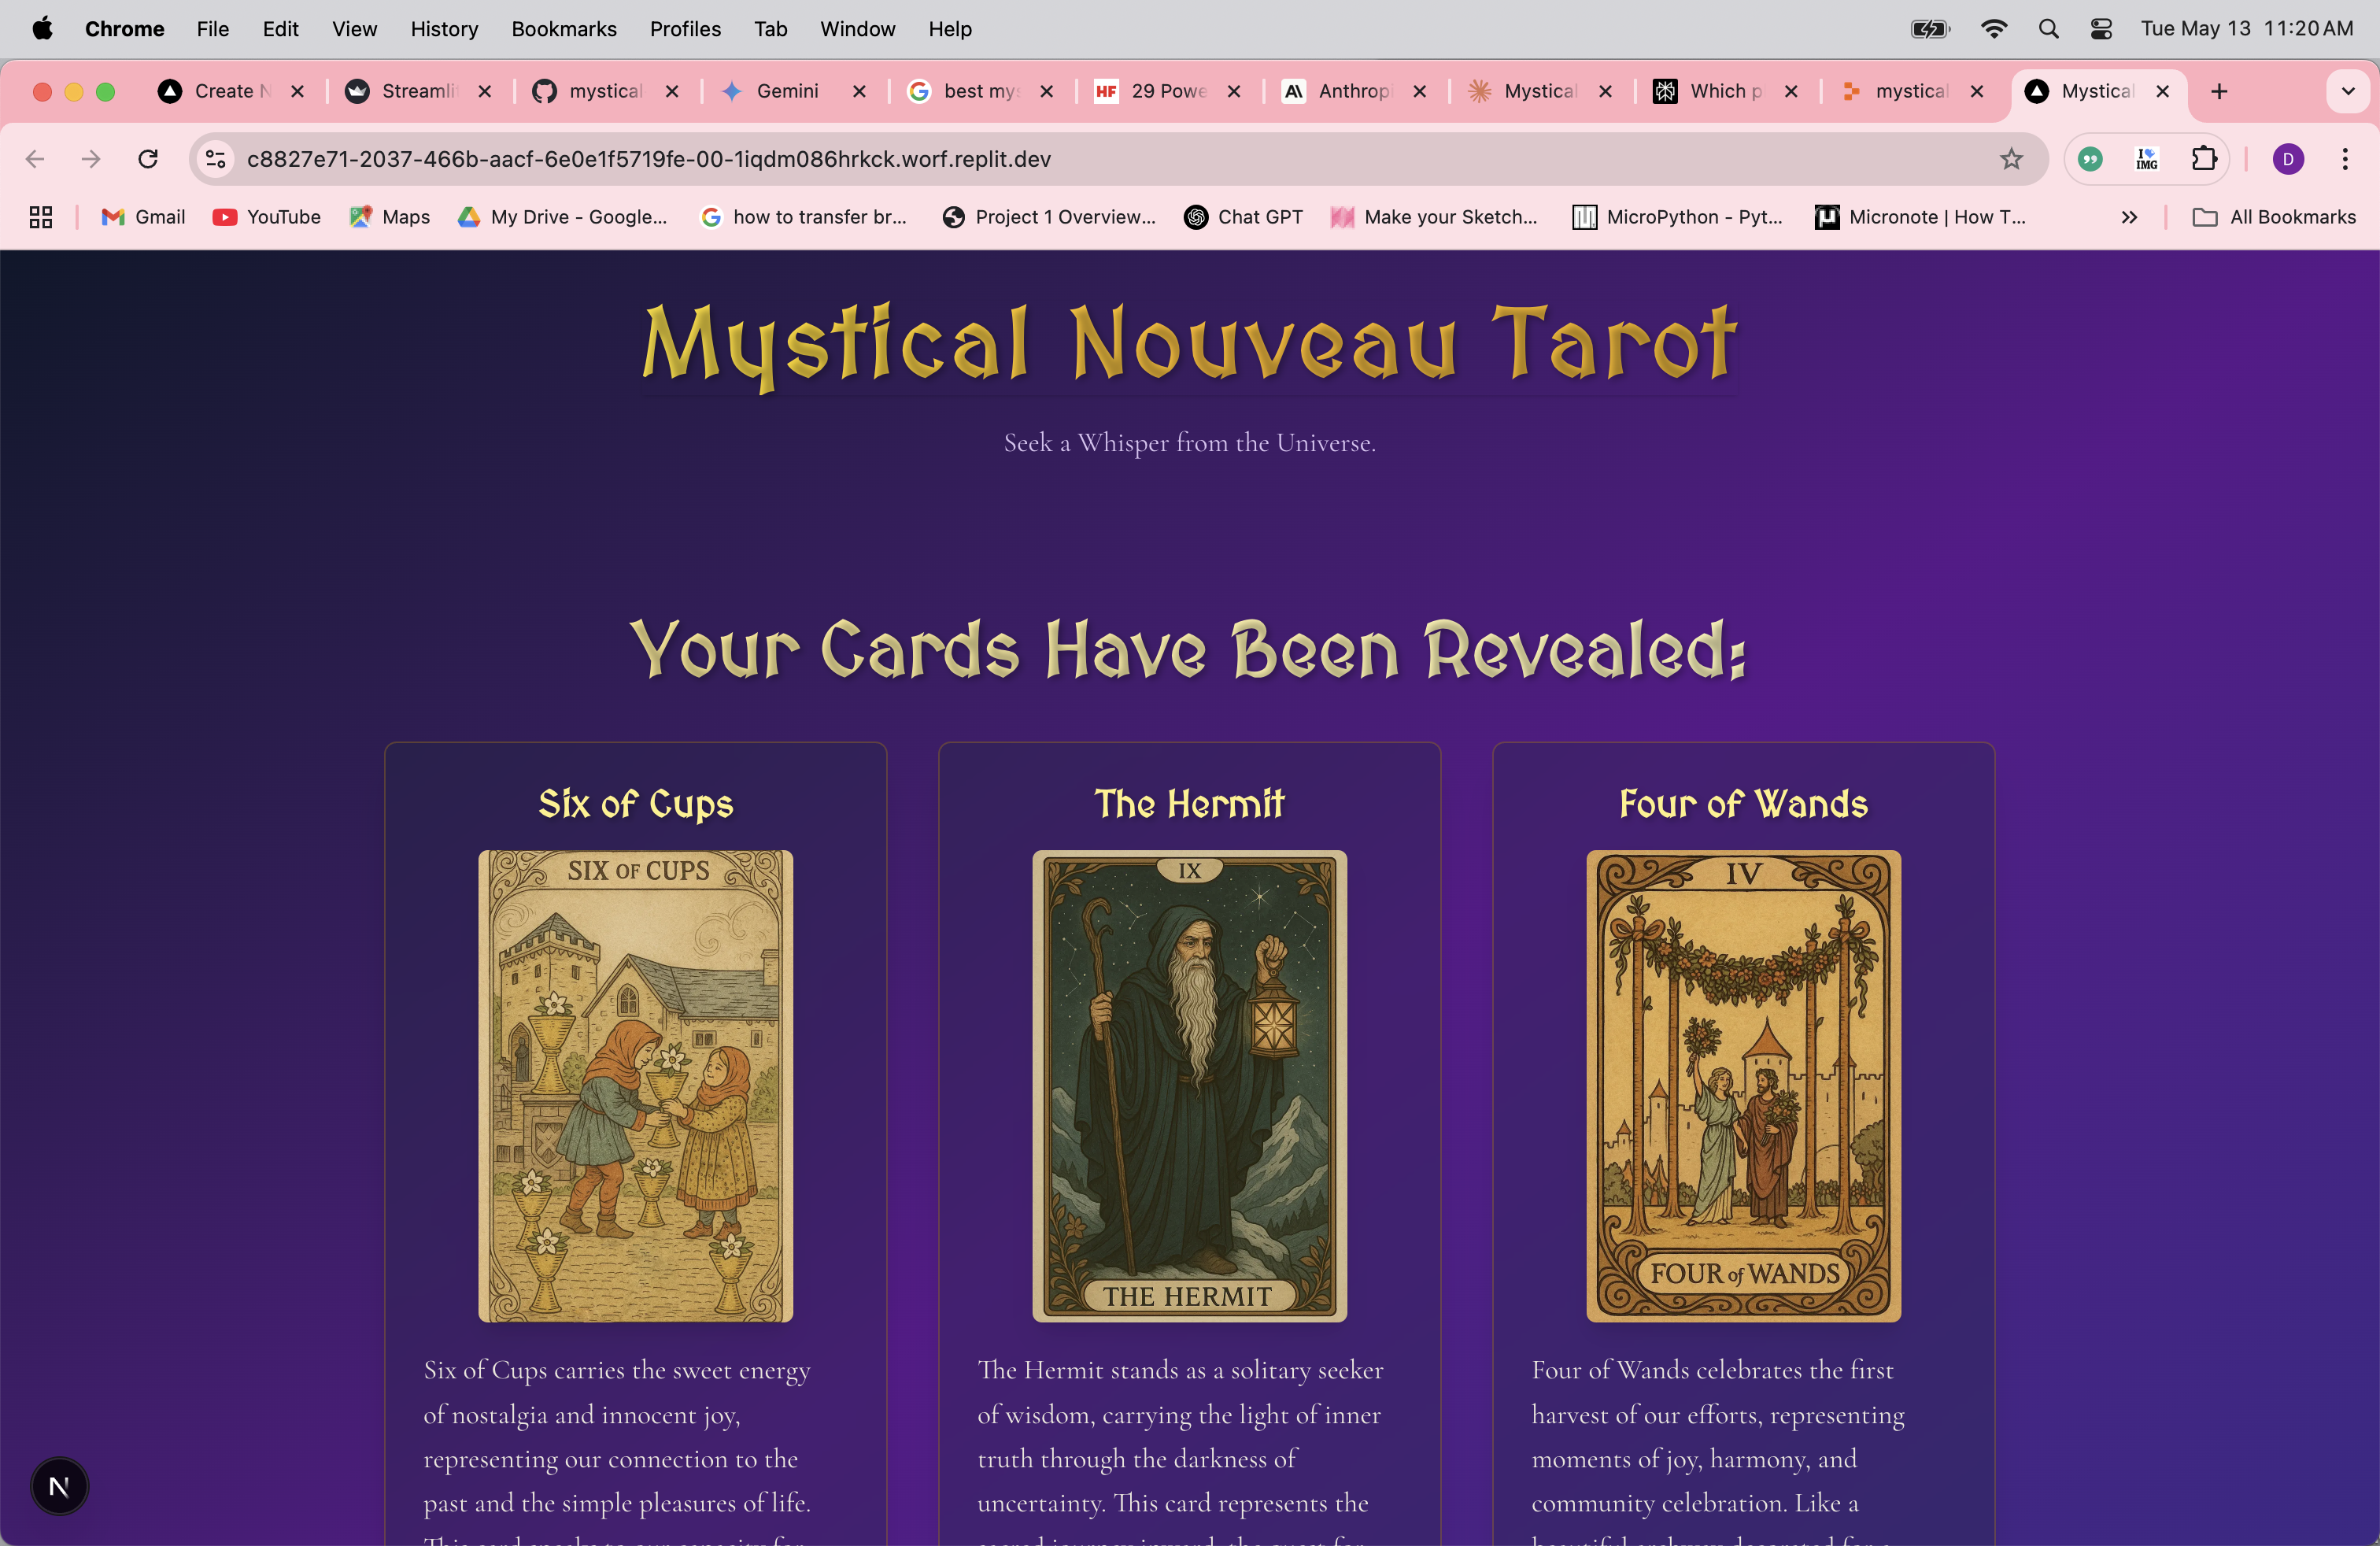 Chrome File Edit View History Bookmarks Profiles Tab Window Help Tue May 13 11:20 AM
Create N Streamli mystical Gemini best mys 29 Powe Anthropi Mystical Which p mystical Mystical
c8827e71-2037-466b-aacf-6e0e1f5719fe-00-1iqdm086hrkck.worf.replit.dev
Gmail YouTube Maps My Drive - Google... how to transfer br... Project 1 Overview... Chat GPT Make your Sketch... MicroPython - Pyt... Micronote | How T... All Bookmarks
Mystical Nouveau Tarot
Seek a Whisper from the Universe.
Your Cards Have Been Revealed:
Six of Cups
SIX OF CUPS
Six of Cups carries the sweet energy
of nostalgia and innocent joy,
representing our connection to the
past and the simple pleasures of life.
The Hermit
IX
THE HERMIT
The Hermit stands as a solitary seeker
of wisdom, carrying the light of inner
truth through the darkness of
uncertainty. This card represents the
Four of Wands
IV
FOUR of WANDS
Four of Wands celebrates the first
harvest of our efforts, representing
moments of joy, harmony, and
community celebration. Like a